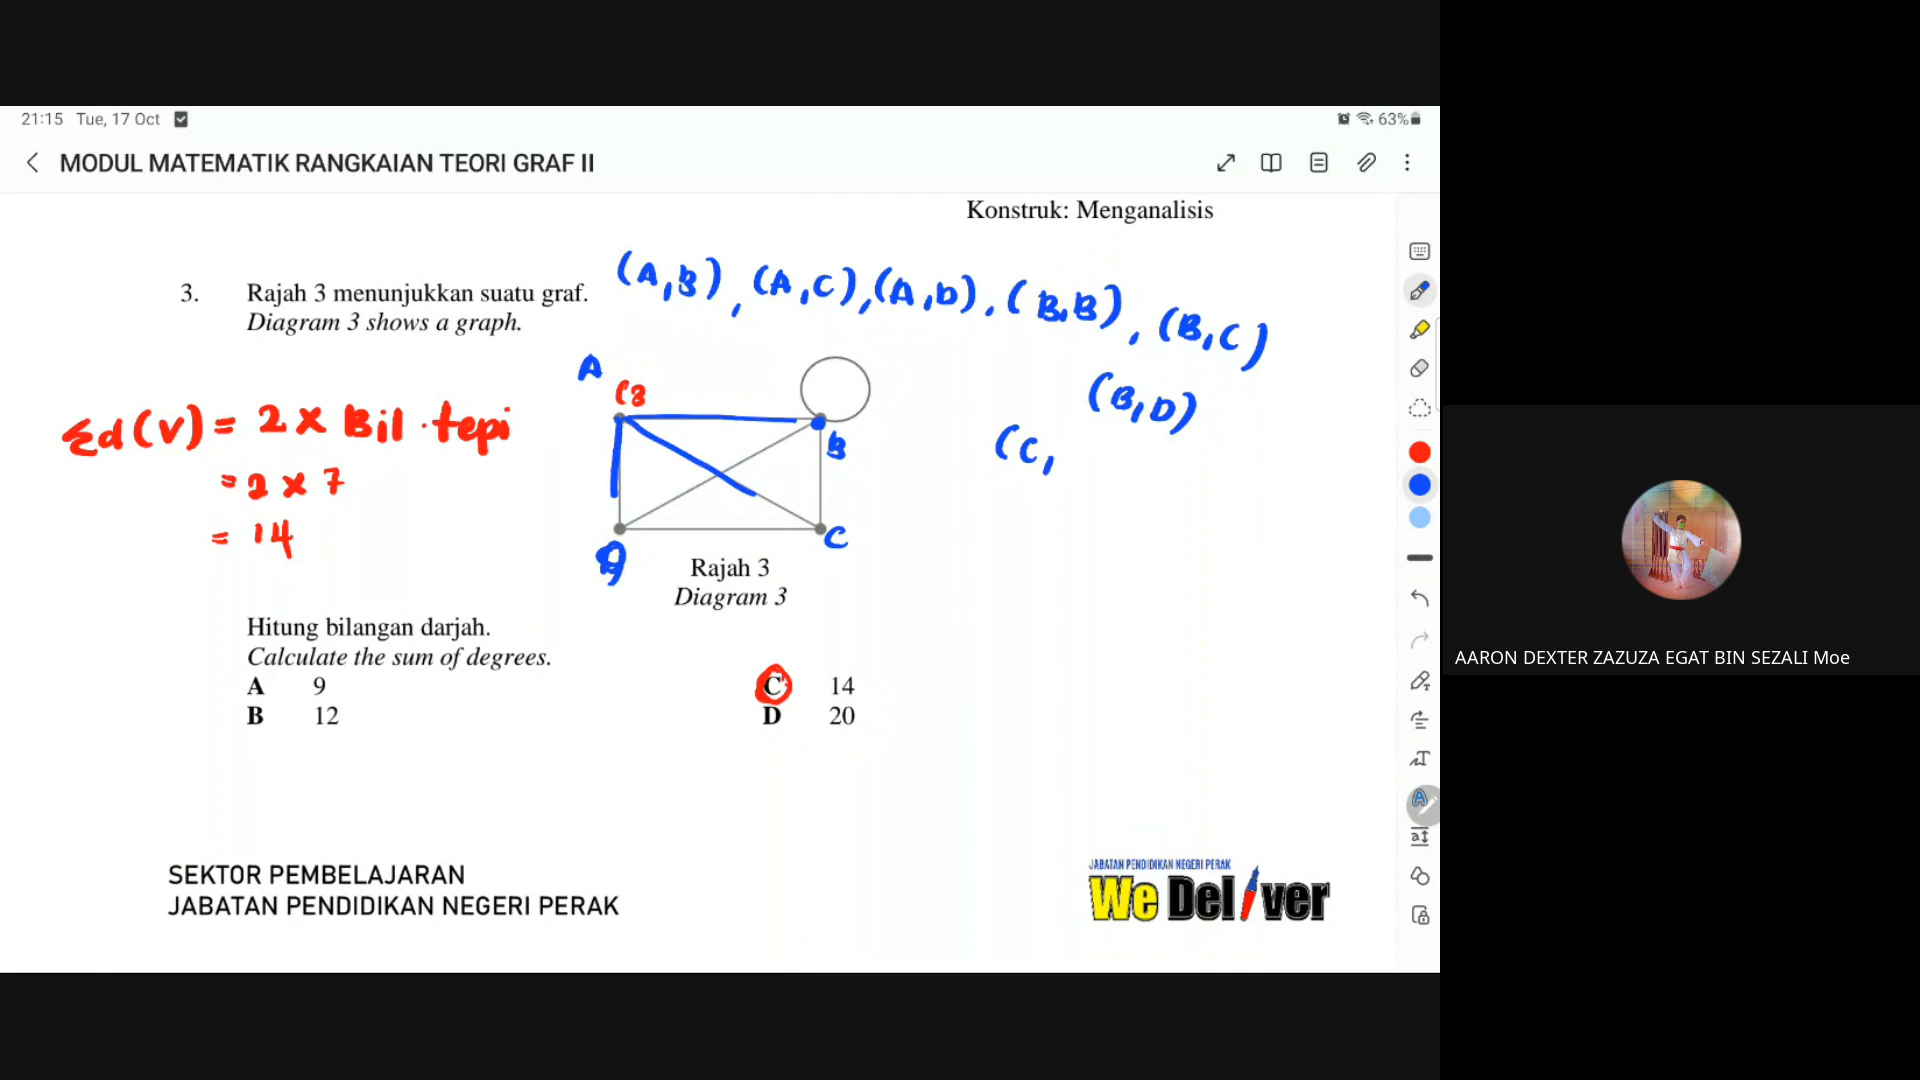 21:15 Tue, 17 Oct
63%
MODUL MATEMATIK RANGKAIAN TEORI GRAF II
Konstruk: Menganalisis
(A,B), (A,C), (A,D), (B,B), (B,C)
(B,D)
(C,
3. Rajah 3 menunjukkan suatu graf.
Diagram 3 shows a graph.
A
(3
B
C
Σd(v) = 2 × Bil. tepi
= 2 × 7
= 14
Rajah 3
Diagram 3
Hitung bilangan darjah.
Calculate the sum of degrees.
A 9
B 12
C 14
D 20
SEKTOR PEMBELAJARAN
JABATAN PENDIDIKAN NEGERI PERAK
JABATAN PENDIDIKAN NEGERI PERAK
We Deliver
AARON DEXTER ZAZUZA EGAT BIN SEZALI Moe